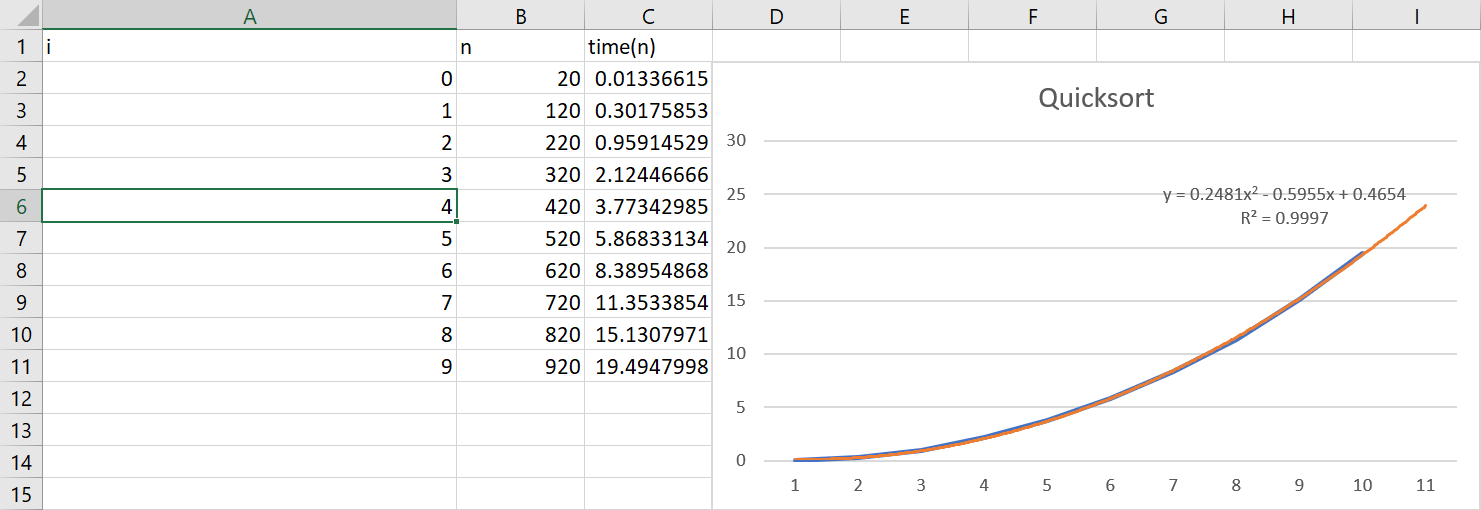 A B C D E F G H I
1 i n time(n)
2 0 20 0.01336615
3 1 120 0.30175853
4 2 220 0.95914529
5 3 320 2.12446666
6 4 420 3.77342985
7 5 520 5.86833134
8 6 620 8.38954868
9 7 720 11.3533854
10 8 820 15.1307971
11 9 920 19.4947998
12
13
14
15
Quicksort
30
25
20
15
10
5
0
y = 0.2481x² - 0.5955x + 0.4654
R² = 0.9997
1 2 3 4 5 6 7 8 9 10 11